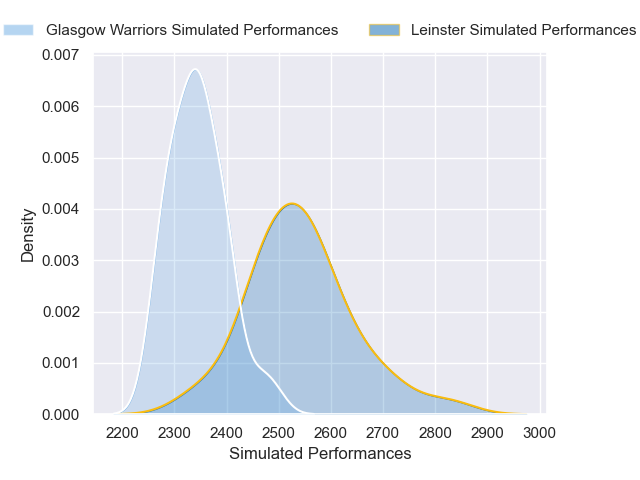 Glasgow Warriors Simulated Performances
Leinster Simulated Performances
0.007
0.006
0.005
0.004
0.003
0.002
0.001
0.000
Density
2200 2300 2400 2500 2600 2700 2800 2900 3000
Simulated Performances